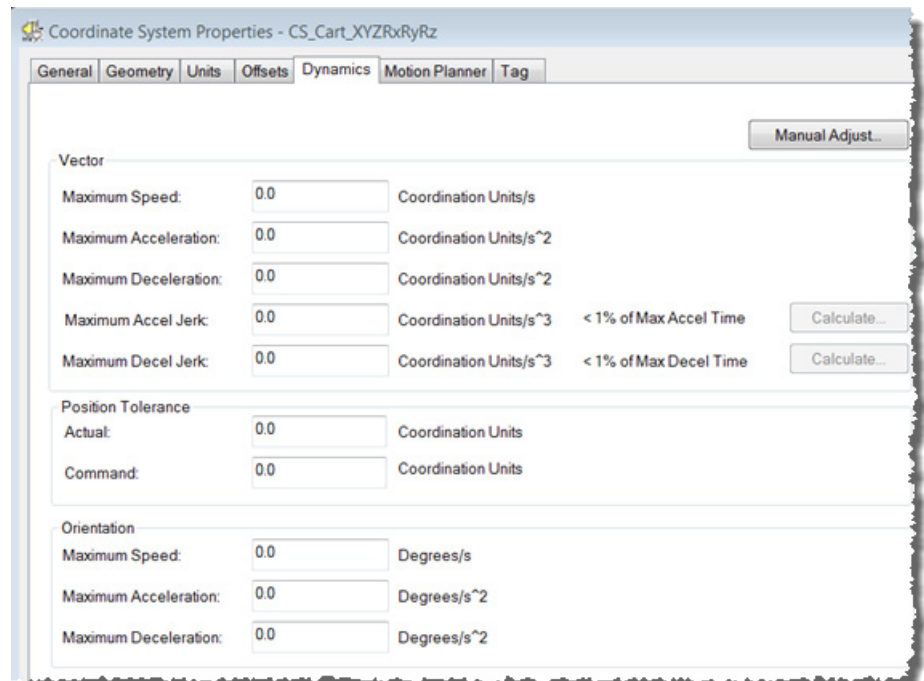 Coordinate System Properties - CS_Cart_XYZRxRyRz
General Geometry Units Offsets Dynamics Motion Planner Tag
Manual Adjust...
Vector
Maximum Speed: 0.0 Coordination Units/s
Maximum Acceleration: 0.0 Coordination Units/s^2
Maximum Deceleration: 0.0 Coordination Units/s^2
Maximum Accel Jerk: 0.0 Coordination Units/s^3 < 1% of Max Accel Time Calculate...
Maximum Decel Jerk: 0.0 Coordination Units/s^3 < 1% of Max Decel Time Calculate...
Position Tolerance
Actual: 0.0 Coordination Units
Command: 0.0 Coordination Units
Orientation
Maximum Speed: 0.0 Degrees/s
Maximum Acceleration: 0.0 Degrees/s^2
Maximum Deceleration: 0.0 Degrees/s^2